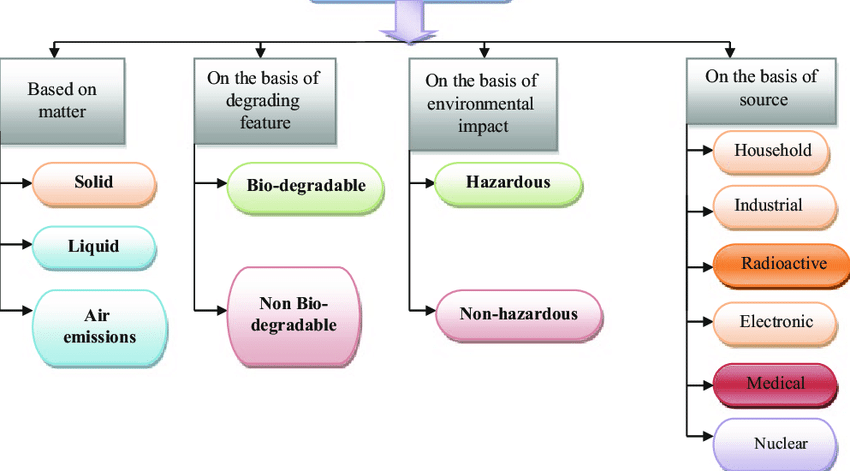 Based on
matter
On the basis of
degrading
feature
On the basis of
environmental
impact
On the basis of
source
Solid
Liquid
Air
emissions
Bio-degradable
Non Bio-
degradable
Hazardous
Non-hazardous
Household
Industrial
Radioactive
Electronic
Medical
Nuclear